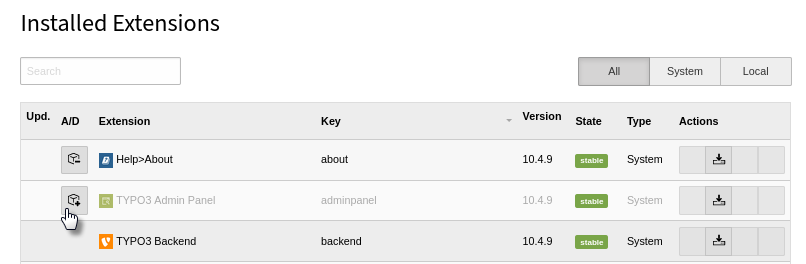 Installed Extensions
Search
All System Local
Upd. A/D Extension Key Version State Type Actions
Help>About about 10.4.9 stable System
TYPO3 Admin Panel adminpanel 10.4.9 stable System
TYPO3 Backend backend 10.4.9 stable System